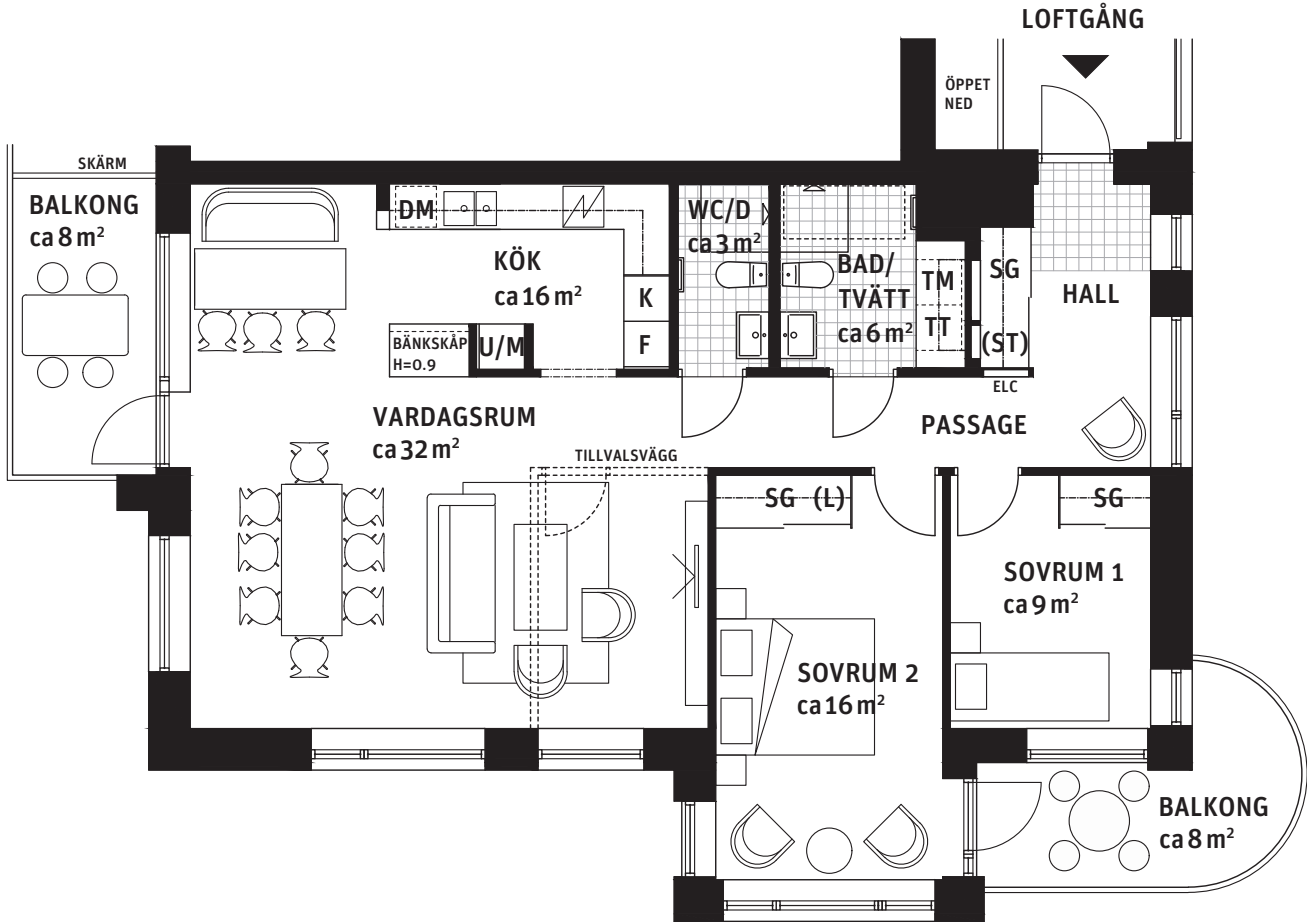 LOFTGÅNG
ÖPPET
NED
SKÄRM
BALKONG
ca 8 m²
DM
KÖK
ca 16 m²
K
F
BÄNKSKÅP
H=0.9
U/M
WC/D
ca 3 m²
BAD/
TVÄTT
ca 6 m²
TM
TT
SG
(ST)
ELC
HALL
VARDAGSRUM
ca 32 m²
PASSAGE
TILLVALSVÄGG
SG (L)
SG
SOVRUM 1
ca 9 m²
SOVRUM 2
ca 16 m²
BALKONG
ca 8 m²